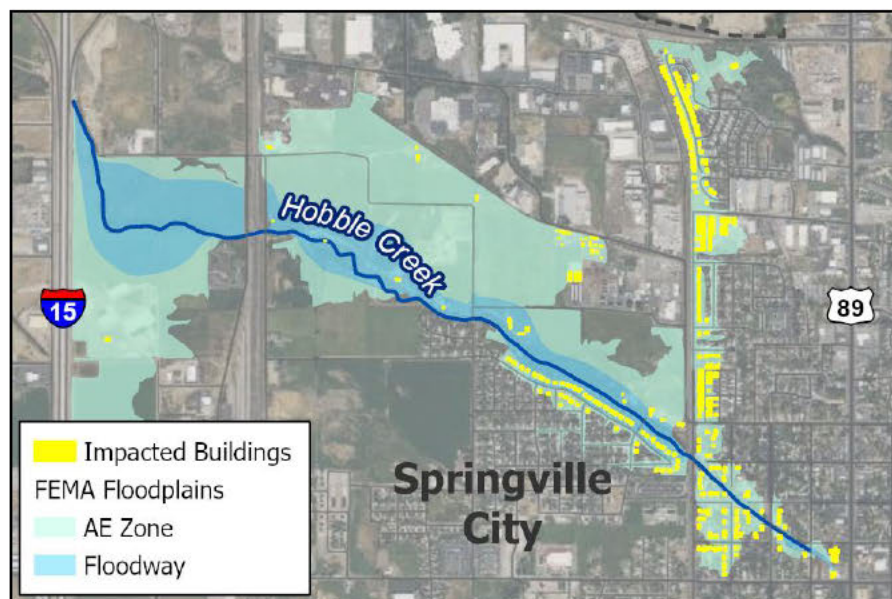 Hobble Creek
15
89
Springville
City
Impacted Buildings
FEMA Floodplains
AE Zone
Floodway